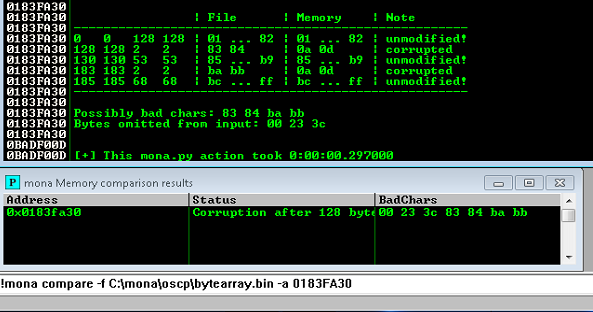 0183FA30
0183FA30 | File | Memory | Note
0183FA30 ----------------------------------------------------
0183FA30 0 0 128 128 | 01 ... 82 | 01 ... 82 | unmodified!
0183FA30 128 128 2 2 | 83 84 | 0a 0d | corrupted
0183FA30 130 130 53 53 | 85 ... b9 | 85 ... b9 | unmodified!
0183FA30 183 183 2 2 | ba bb | 0a 0d | corrupted
0183FA30 185 185 68 68 | bc ... ff | bc ... ff | unmodified!
0183FA30 ----------------------------------------------------
0183FA30
0183FA30 Possibly bad chars: 83 84 ba bb
0183FA30 Bytes omitted from input: 00 23 3c
0183FA30
0BADF00D
0BADF00D [+] This mona.py action took 0:00:00.297000
P mona Memory comparison results
Address Status BadChars
0x0183fa30 Corruption after 128 byte 00 23 3c 83 84 ba bb
!mona compare -f C:\mona\oscp\bytearray.bin -a 0183FA30